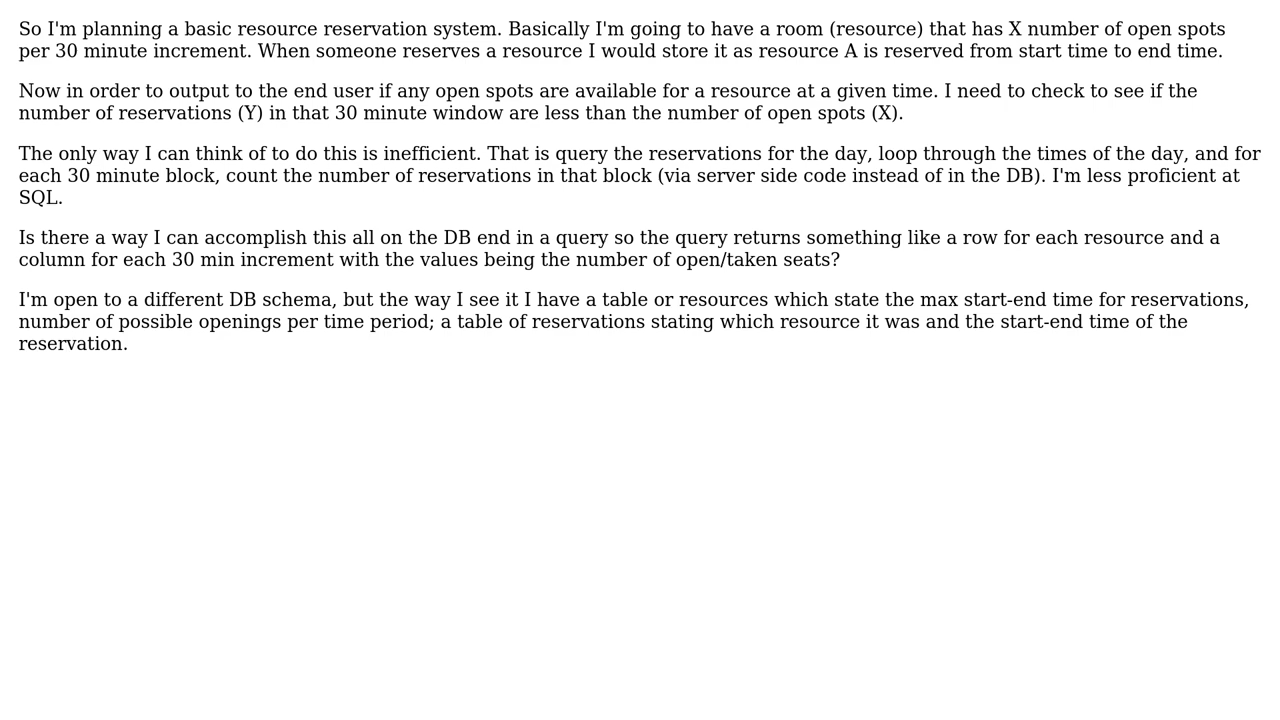 So I'm planning a basic resource reservation system. Basically I'm going to have a room (resource) that has X number of open spots
per 30 minute increment. When someone reserves a resource I would store it as resource A is reserved from start time to end time.
Now in order to output to the end user if any open spots are available for a resource at a given time. I need to check to see if the
number of reservations (Y) in that 30 minute window are less than the number of open spots (X).
The only way I can think of to do this is inefficient. That is query the reservations for the day, loop through the times of the day, and for
each 30 minute block, count the number of reservations in that block (via server side code instead of in the DB). I'm less proficient at
SQL.
Is there a way I can accomplish this all on the DB end in a query so the query returns something like a row for each resource and a
column for each 30 min increment with the values being the number of open/taken seats?
I'm open to a different DB schema, but the way I see it I have a table or resources which state the max start-end time for reservations,
number of possible openings per time period; a table of reservations stating which resource it was and the start-end time of the
reservation.